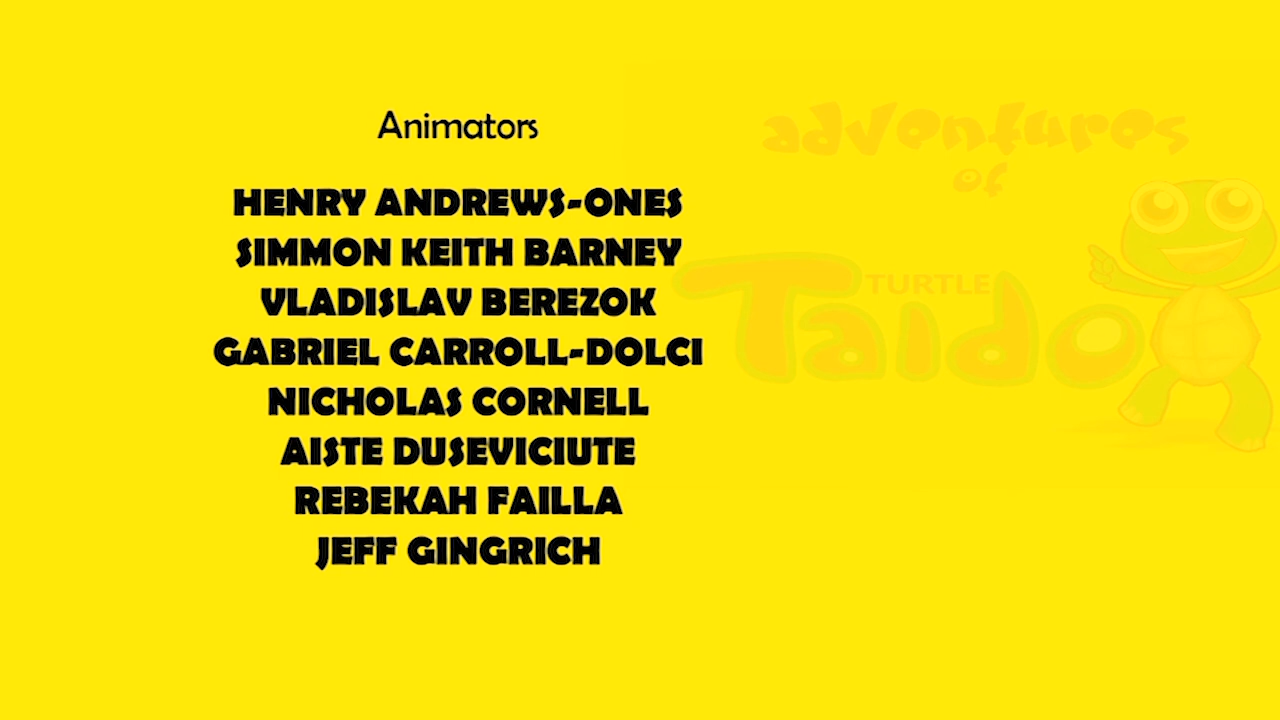 Animators
HENRY ANDREWS-ONES
SIMMON KEITH BARNEY
VLADISLAV BEREZOK
GABRIEL CARROLL-DOLCI
NICHOLAS CORNELL
AISTE DUSEVICIUTE
REBEKAH FAILLA
JEFF GINGRICH
adventures
of
TURTLE
Taido